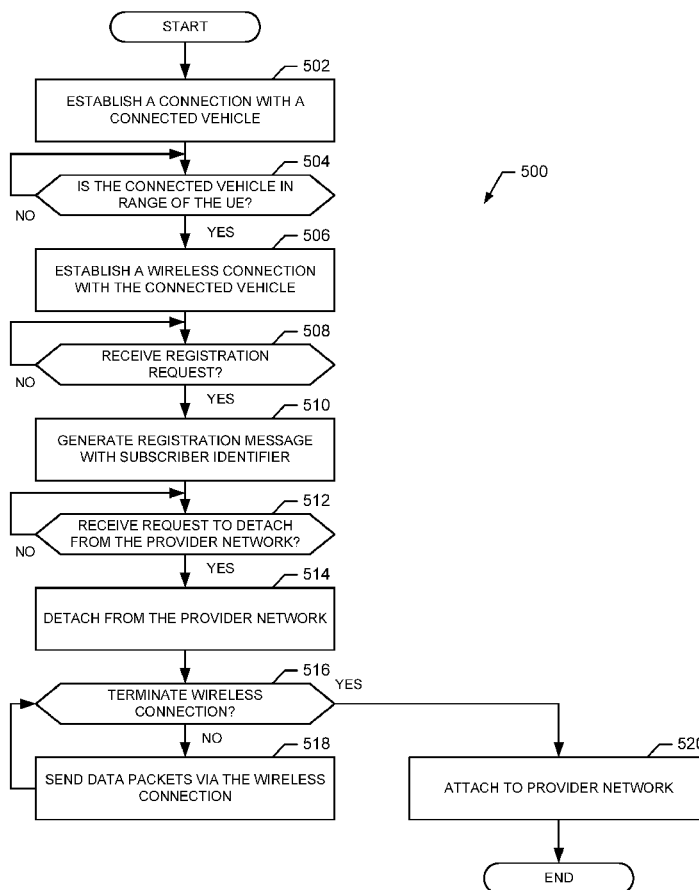 START
502
ESTABLISH A CONNECTION WITH A
CONNECTED VEHICLE
504
IS THE CONNECTED VEHICLE IN
RANGE OF THE UE?
NO
YES
500
506
ESTABLISH A WIRELESS CONNECTION
WITH THE CONNECTED VEHICLE
508
RECEIVE REGISTRATION
REQUEST?
NO
YES
510
GENERATE REGISTRATION MESSAGE
WITH SUBSCRIBER IDENTIFIER
512
RECEIVE REQUEST TO DETACH
FROM THE PROVIDER NETWORK?
NO
YES
514
DETACH FROM THE PROVIDER NETWORK
516
TERMINATE WIRELESS
CONNECTION?
YES
NO
518
SEND DATA PACKETS VIA THE WIRELESS
CONNECTION
520
ATTACH TO PROVIDER NETWORK
END